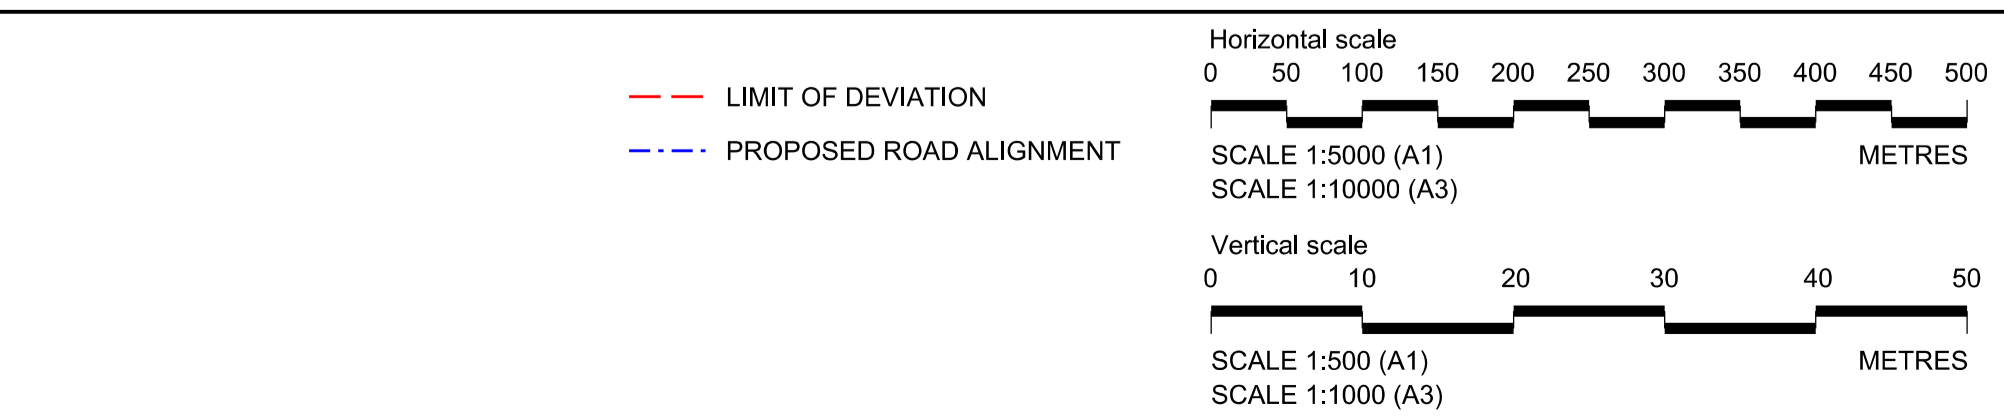 LIMIT OF DEVIATION
PROPOSED ROAD ALIGNMENT
Horizontal scale
0 50 100 150 200 250 300 350 400 450 500
SCALE 1:5000 (A1) METRES
SCALE 1:10000 (A3)
Vertical scale
0 10 20 30 40 50
SCALE 1:500 (A1) METRES
SCALE 1:1000 (A3)